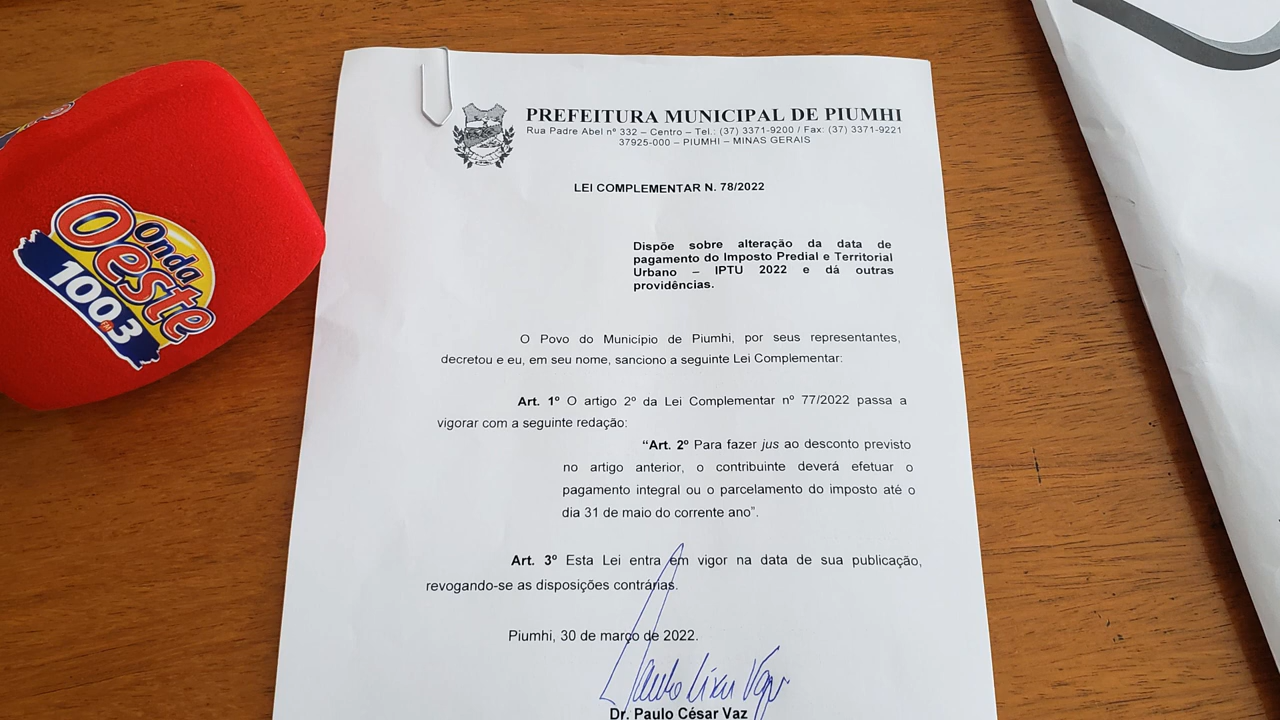 Onda
Oeste
FM
100,3
PREFEITURA MUNICIPAL DE PIUMHI
Rua Padre Abel nº 332 – Centro – Tel.: (37) 3371-9200 / Fax: (37) 3371-9221
37925-000 – PIUMHI – MINAS GERAIS
LEI COMPLEMENTAR N. 78/2022
Dispõe sobre alteração da data de
pagamento do Imposto Predial e Territorial
Urbano – IPTU 2022 e dá outras
providências.
O Povo do Município de Piumhi, por seus representantes,
decretou e eu, em seu nome, sanciono a seguinte Lei Complementar:
Art. 1º O artigo 2º da Lei Complementar nº 77/2022 passa a
vigorar com a seguinte redação:
“Art. 2º Para fazer jus ao desconto previsto
no artigo anterior, o contribuinte deverá efetuar o
pagamento integral ou o parcelamento do imposto até o
dia 31 de maio do corrente ano”.
Art. 3º Esta Lei entra em vigor na data de sua publicação,
revogando-se as disposições contrárias.
Piumhi, 30 de março de 2022.
Dr. Paulo César Vaz